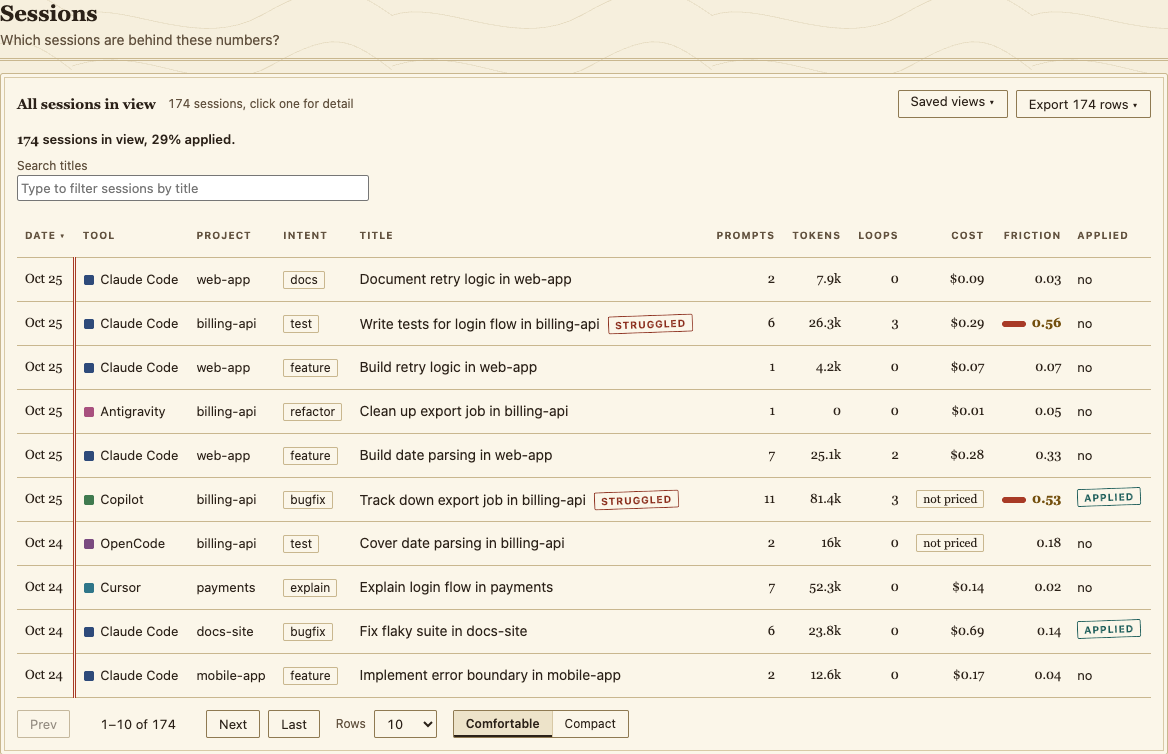 Sessions
Which sessions are behind these numbers?
All sessions in view 174 sessions, click one for detail Saved views ▾ Export 174 rows ▾
174 sessions in view, 29% applied.
Search titles
Type to filter sessions by title
DATE ▾ TOOL PROJECT INTENT TITLE PROMPTS TOKENS LOOPS COST FRICTION APPLIED
Oct 25 Claude Code web-app docs Document retry logic in web-app 2 7.9k 0 $0.09 0.03 no
Oct 25 Claude Code billing-api test Write tests for login flow in billing-api STRUGGLED 6 26.3k 3 $0.29 0.56 no
Oct 25 Claude Code web-app feature Build retry logic in web-app 1 4.2k 0 $0.07 0.07 no
Oct 25 Antigravity billing-api refactor Clean up export job in billing-api 1 0 0 $0.01 0.05 no
Oct 25 Claude Code web-app feature Build date parsing in web-app 7 25.1k 2 $0.28 0.33 no
Oct 25 Copilot billing-api bugfix Track down export job in billing-api STRUGGLED 11 81.4k 3 not priced 0.53 APPLIED
Oct 24 OpenCode billing-api test Cover date parsing in billing-api 2 16k 0 not priced 0.18 no
Oct 24 Cursor payments explain Explain login flow in payments 7 52.3k 0 $0.14 0.02 no
Oct 24 Claude Code docs-site bugfix Fix flaky suite in docs-site 6 23.8k 0 $0.69 0.14 APPLIED
Oct 24 Claude Code mobile-app feature Implement error boundary in mobile-app 2 12.6k 0 $0.17 0.04 no
Prev 1–10 of 174 Next Last Rows 10 Comfortable Compact